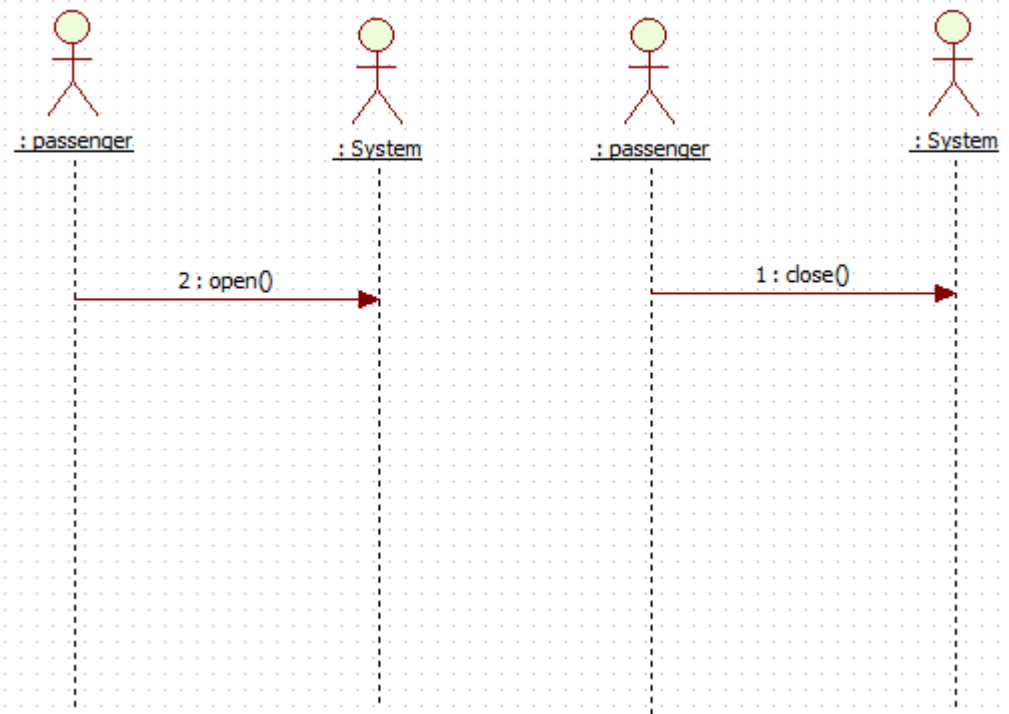 : passenger
: System
: passenger
: System
2 : open()
1 : close()